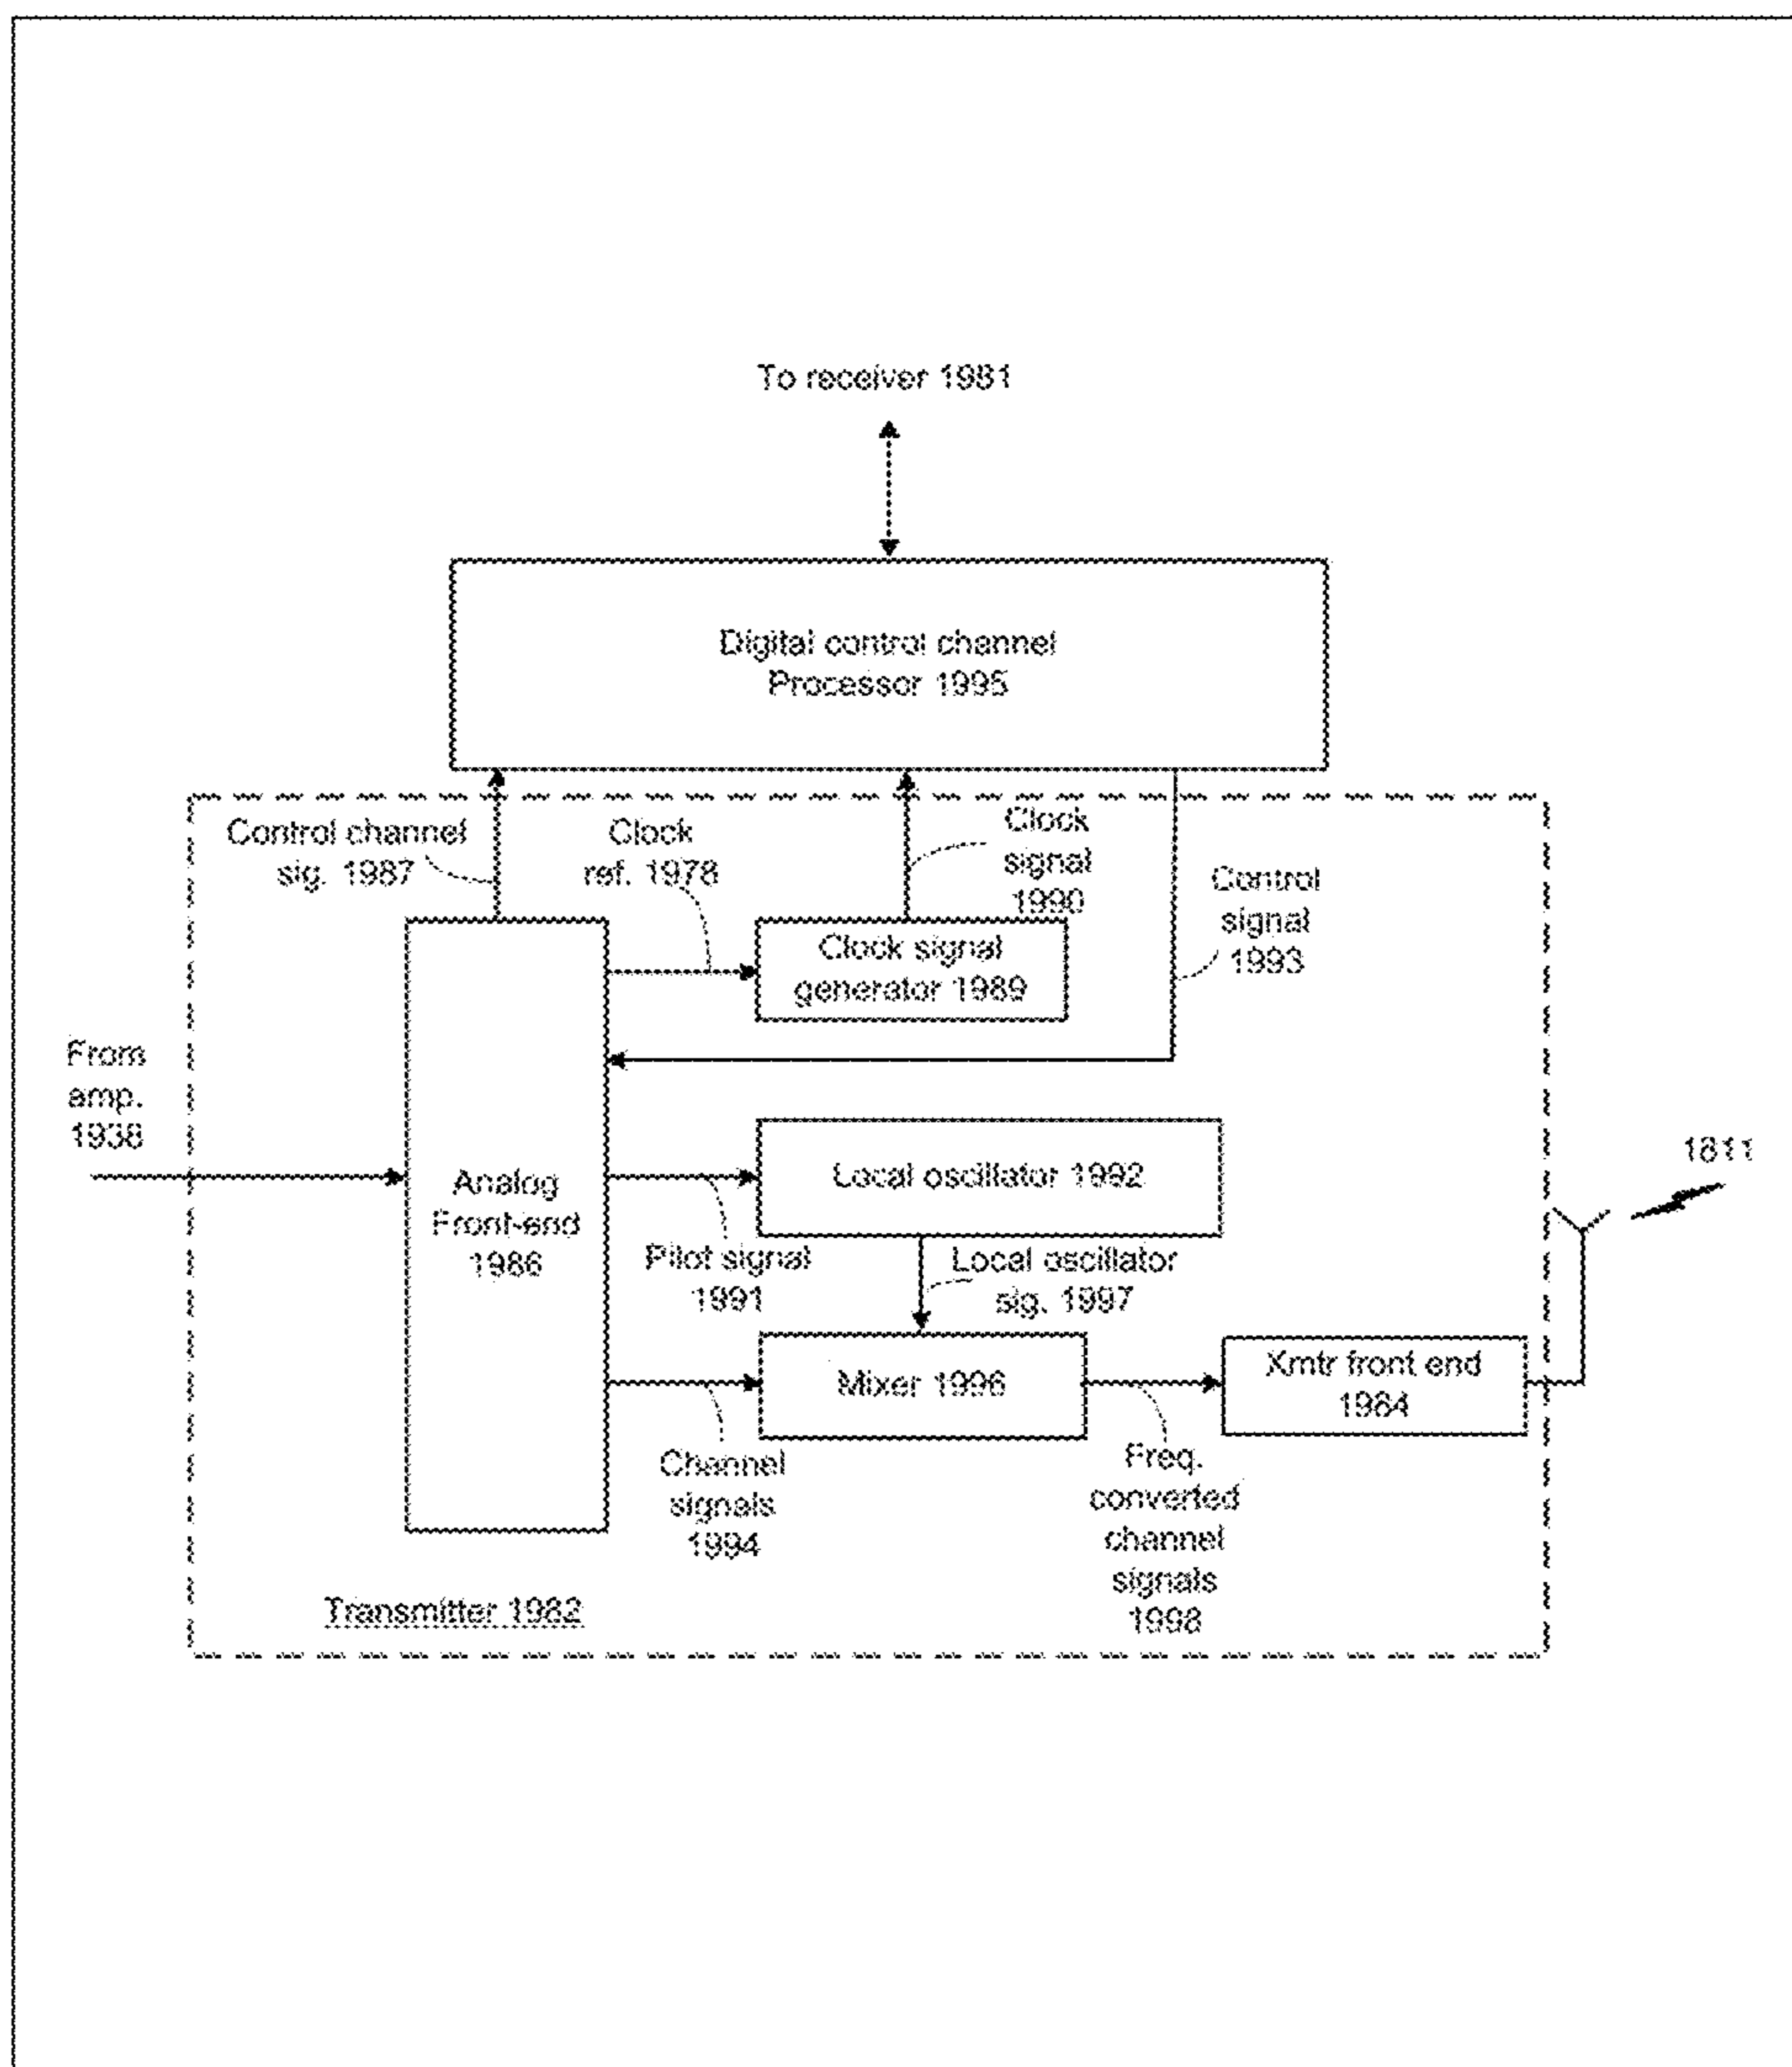 To receiver 1981
Digital control channel
Processor 1995
Control channel
sig. 1987
Clock
ref. 1978
Clock
signal
1990
Control
signal
1993
Clock signal
generator 1989
From
amp.
1938
Analog
Front-end
1986
Local oscillator 1992
Pilot signal
1991
Local oscillator
sig. 1997
1811
Mixer 1996
Xmtr front end
1984
Channel
signals
1994
Freq.
converted
channel
signals
1998
Transmitter 1982